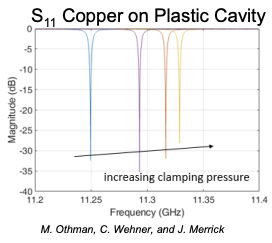 S₁₁ Copper on Plastic Cavity
0
-5
-10
-15
-20
-25
-30
-35
-40
Magnitude (dB)
increasing clamping pressure
11.2 11.25 11.3 11.35 11.4
Frequency (GHz)
M. Othman, C. Wehner, and J. Merrick